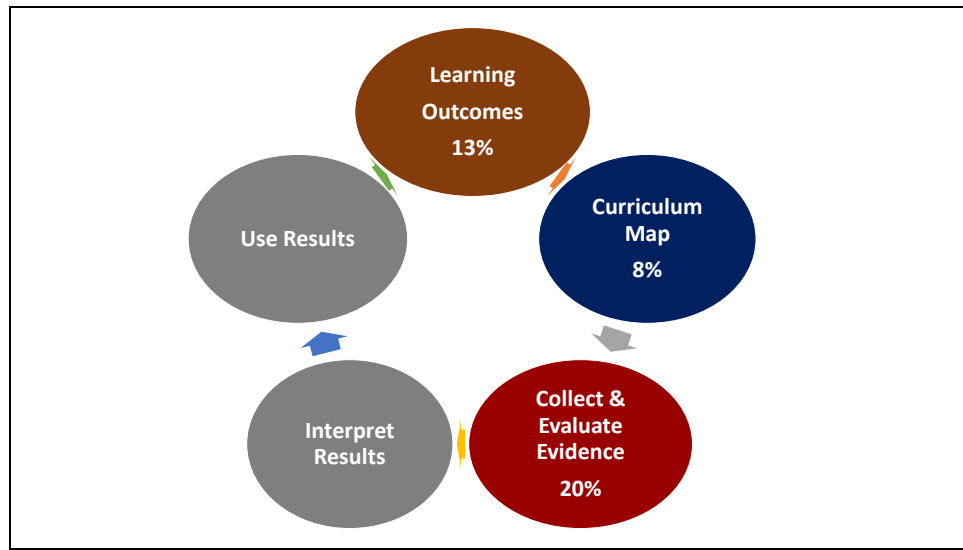 Learning
Outcomes
13%
Curriculum
Map
8%
Collect &
Evaluate
Evidence
20%
Interpret
Results
Use Results